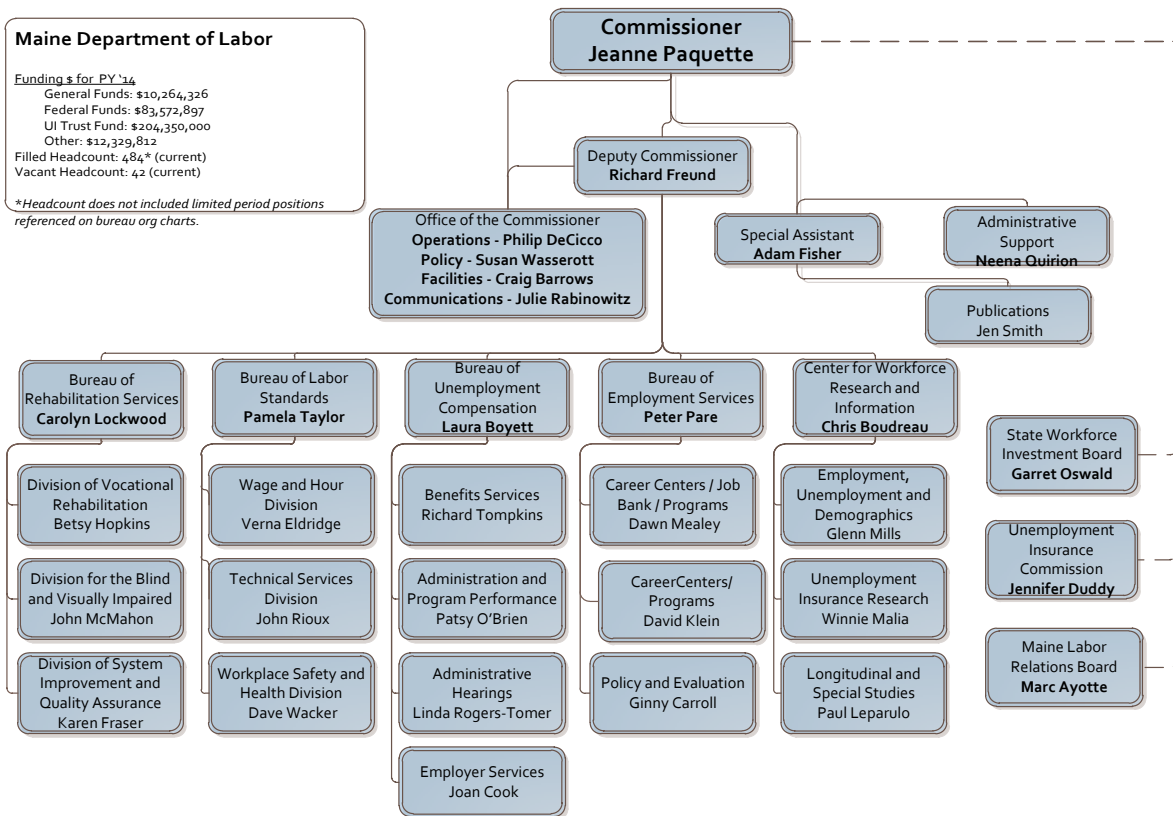 Maine Department of Labor
Funding $ for PY ‘14
General Funds: $10,264,326
Federal Funds: $83,572,897
UI Trust Fund: $204,350,000
Other: $12,329,812
Filled Headcount: 484* (current)
Vacant Headcount: 42 (current)
*Headcount does not included limited period positions
referenced on bureau org charts.
Commissioner
Jeanne Paquette
Deputy Commissioner
Richard Freund
Office of the Commissioner
Operations - Philip DeCicco
Policy - Susan Wasserott
Facilities - Craig Barrows
Communications - Julie Rabinowitz
Special Assistant
Adam Fisher
Administrative
Support
Neena Quirion
Publications
Jen Smith
Bureau of
Rehabilitation Services
Carolyn Lockwood
Division of Vocational
Rehabilitation
Betsy Hopkins
Division for the Blind
and Visually Impaired
John McMahon
Division of System
Improvement and
Quality Assurance
Karen Fraser
Bureau of Labor
Standards
Pamela Taylor
Wage and Hour
Division
Verna Eldridge
Technical Services
Division
John Rioux
Workplace Safety and
Health Division
Dave Wacker
Bureau of
Unemployment
Compensation
Laura Boyett
Benefits Services
Richard Tompkins
Administration and
Program Performance
Patsy O’Brien
Administrative
Hearings
Linda Rogers-Tomer
Employer Services
Joan Cook
Bureau of
Employment Services
Peter Pare
Career Centers / Job
Bank / Programs
Dawn Mealey
CareerCenters/
Programs
David Klein
Policy and Evaluation
Ginny Carroll
Center for Workforce
Research and
Information
Chris Boudreau
Employment,
Unemployment and
Demographics
Glenn Mills
Unemployment
Insurance Research
Winnie Malia
Longitudinal and
Special Studies
Paul Leparulo
State Workforce
Investment Board
Garret Oswald
Unemployment
Insurance
Commission
Jennifer Duddy
Maine Labor
Relations Board
Marc Ayotte